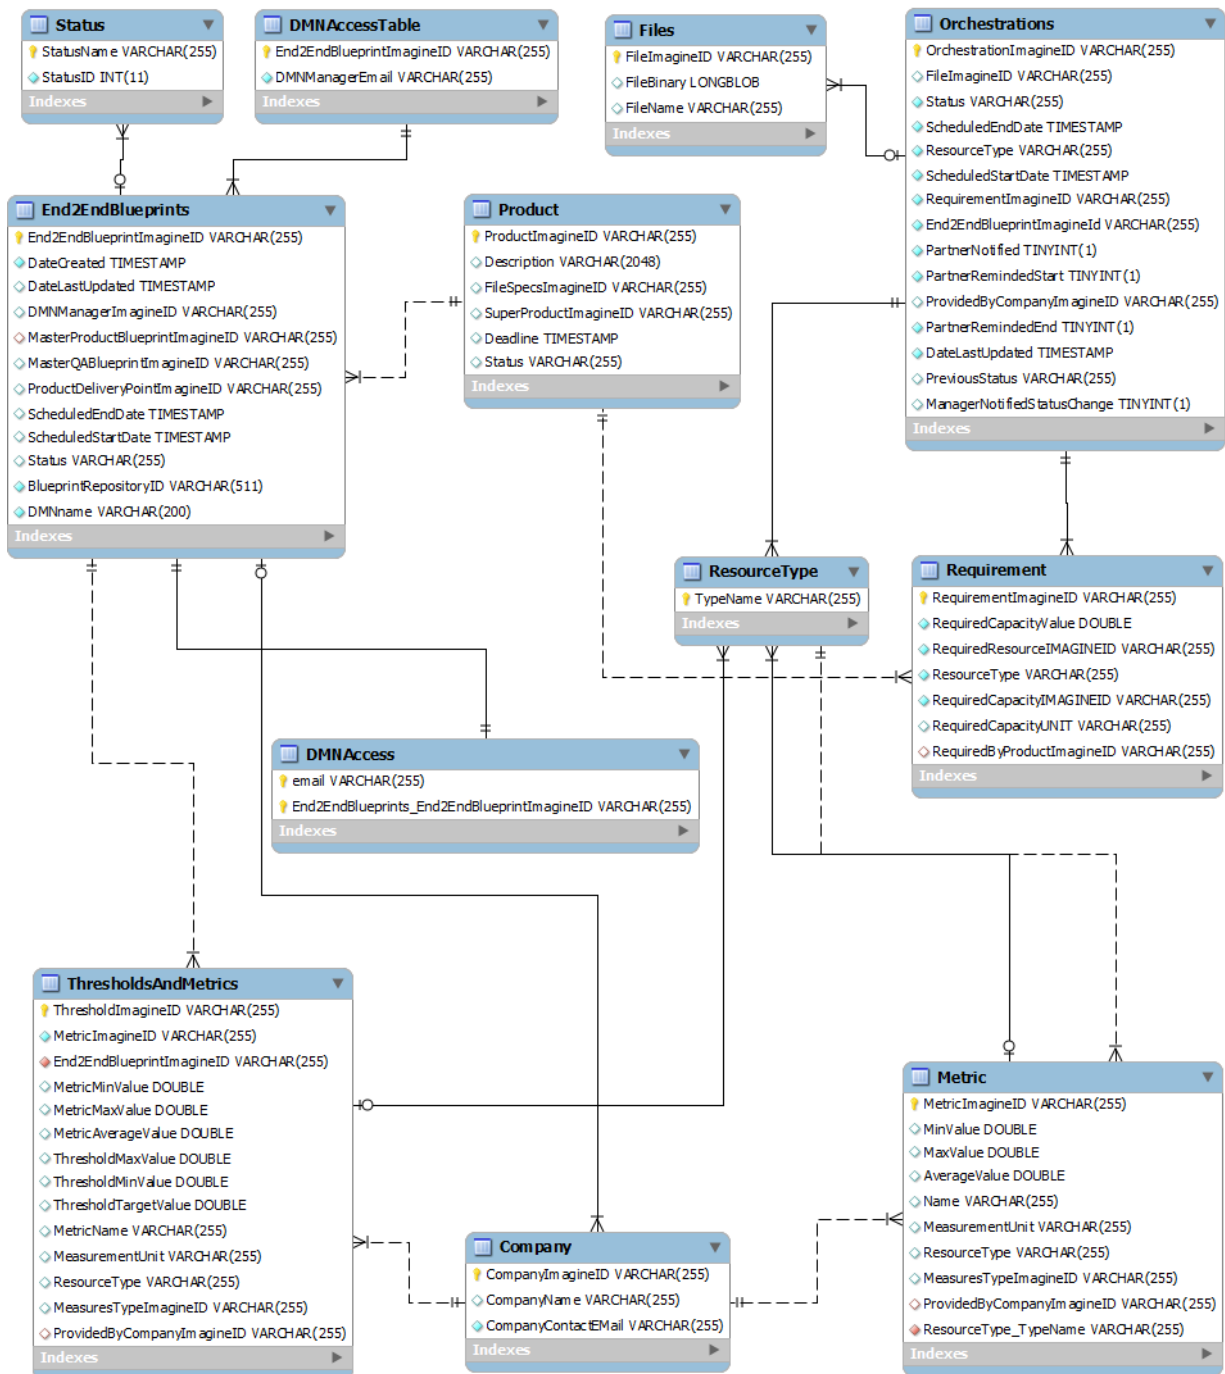 Status
StatusName VARCHAR(255)
StatusID INT(11)
Indexes
DMNAccessTable
End2EndBlueprintImagineID VARCHAR(255)
DMNManagerEmail VARCHAR(255)
Indexes
Files
FileImagineID VARCHAR(255)
FileBinary LONGBLOB
FileName VARCHAR(255)
Indexes
Orchestrations
OrchestrationImagineID VARCHAR(255)
FileImagineID VARCHAR(255)
Status VARCHAR(255)
ScheduledEndDate TIMESTAMP
ResourceType VARCHAR(255)
ScheduledStartDate TIMESTAMP
RequirementImagineID VARCHAR(255)
End2EndBlueprintImagineId VARCHAR(255)
PartnerNotified TINYINT(1)
PartnerRemindedStart TINYINT(1)
ProvidedByCompanyImagineID VARCHAR(255)
PartnerRemindedEnd TINYINT(1)
DateLastUpdated TIMESTAMP
PreviousStatus VARCHAR(255)
ManagerNotifiedStatusChange TINYINT(1)
Indexes
End2EndBlueprints
End2EndBlueprintImagineID VARCHAR(255)
DateCreated TIMESTAMP
DateLastUpdated TIMESTAMP
DMNManagerImagineID VARCHAR(255)
MasterProductBlueprintImagineID VARCHAR(255)
MasterQABlueprintImagineID VARCHAR(255)
ProductDeliveryPointImagineID VARCHAR(255)
ScheduledEndDate TIMESTAMP
ScheduledStartDate TIMESTAMP
Status VARCHAR(255)
BlueprintRepositoryID VARCHAR(511)
DMNname VARCHAR(200)
Indexes
Product
ProductImagineID VARCHAR(255)
Description VARCHAR(2048)
FileSpecsImagineID VARCHAR(255)
SuperProductImagineID VARCHAR(255)
Deadline TIMESTAMP
Status VARCHAR(255)
Indexes
ResourceType
TypeName VARCHAR(255)
Indexes
Requirement
RequirementImagineID VARCHAR(255)
RequiredCapacityValue DOUBLE
RequiredResourceIMAGINEID VARCHAR(255)
ResourceType VARCHAR(255)
RequiredCapacityIMAGINEID VARCHAR(255)
RequiredCapacityUNIT VARCHAR(255)
RequiredByProductImagineID VARCHAR(255)
Indexes
DMNAccess
email VARCHAR(255)
End2EndBlueprints_End2EndBlueprintImagineID VARCHAR(255)
Indexes
ThresholdsAndMetrics
ThresholdImagineID VARCHAR(255)
MetricImagineID VARCHAR(255)
End2EndBlueprintImagineID VARCHAR(255)
MetricMinValue DOUBLE
MetricMaxValue DOUBLE
MetricAverageValue DOUBLE
ThresholdMaxValue DOUBLE
ThresholdMinValue DOUBLE
ThresholdTargetValue DOUBLE
MetricName VARCHAR(255)
MeasurementUnit VARCHAR(255)
ResourceType VARCHAR(255)
MeasuresTypeImagineID VARCHAR(255)
ProvidedByCompanyImagineID VARCHAR(255)
Indexes
Company
CompanyImagineID VARCHAR(255)
CompanyName VARCHAR(255)
CompanyContactEMail VARCHAR(255)
Indexes
Metric
MetricImagineID VARCHAR(255)
MinValue DOUBLE
MaxValue DOUBLE
AverageValue DOUBLE
Name VARCHAR(255)
MeasurementUnit VARCHAR(255)
ResourceType VARCHAR(255)
MeasuresTypeImagineID VARCHAR(255)
ProvidedByCompanyImagineID VARCHAR(255)
ResourceType_TypeName VARCHAR(255)
Indexes